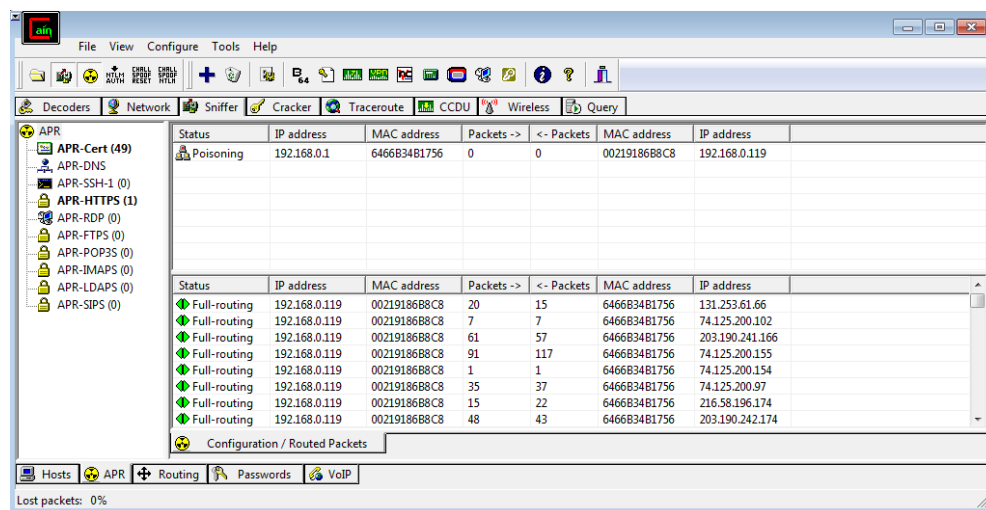 Cain
File View Configure Tools Help
NTLM AUTH CHALL SPOOF RESET CHALL SPOOF NTLM B64 VPN
Decoders Network Sniffer Cracker Traceroute CCDU Wireless Query
APR
APR-Cert (49)
APR-DNS
APR-SSH-1 (0)
APR-HTTPS (1)
APR-RDP (0)
APR-FTPS (0)
APR-POP3S (0)
APR-IMAPS (0)
APR-LDAPS (0)
APR-SIPS (0)
Status IP address MAC address Packets -> <- Packets MAC address IP address
Poisoning 192.168.0.1 6466B34B1756 0 0 00219186B8C8 192.168.0.119
Status IP address MAC address Packets -> <- Packets MAC address IP address
Full-routing 192.168.0.119 00219186B8C8 20 15 6466B34B1756 131.253.61.66
Full-routing 192.168.0.119 00219186B8C8 7 7 6466B34B1756 74.125.200.102
Full-routing 192.168.0.119 00219186B8C8 61 57 6466B34B1756 203.190.241.166
Full-routing 192.168.0.119 00219186B8C8 91 117 6466B34B1756 74.125.200.155
Full-routing 192.168.0.119 00219186B8C8 1 1 6466B34B1756 74.125.200.154
Full-routing 192.168.0.119 00219186B8C8 35 37 6466B34B1756 74.125.200.97
Full-routing 192.168.0.119 00219186B8C8 15 22 6466B34B1756 216.58.196.174
Full-routing 192.168.0.119 00219186B8C8 48 43 6466B34B1756 203.190.242.174
Configuration / Routed Packets
Hosts APR Routing Passwords VoIP
Lost packets: 0%